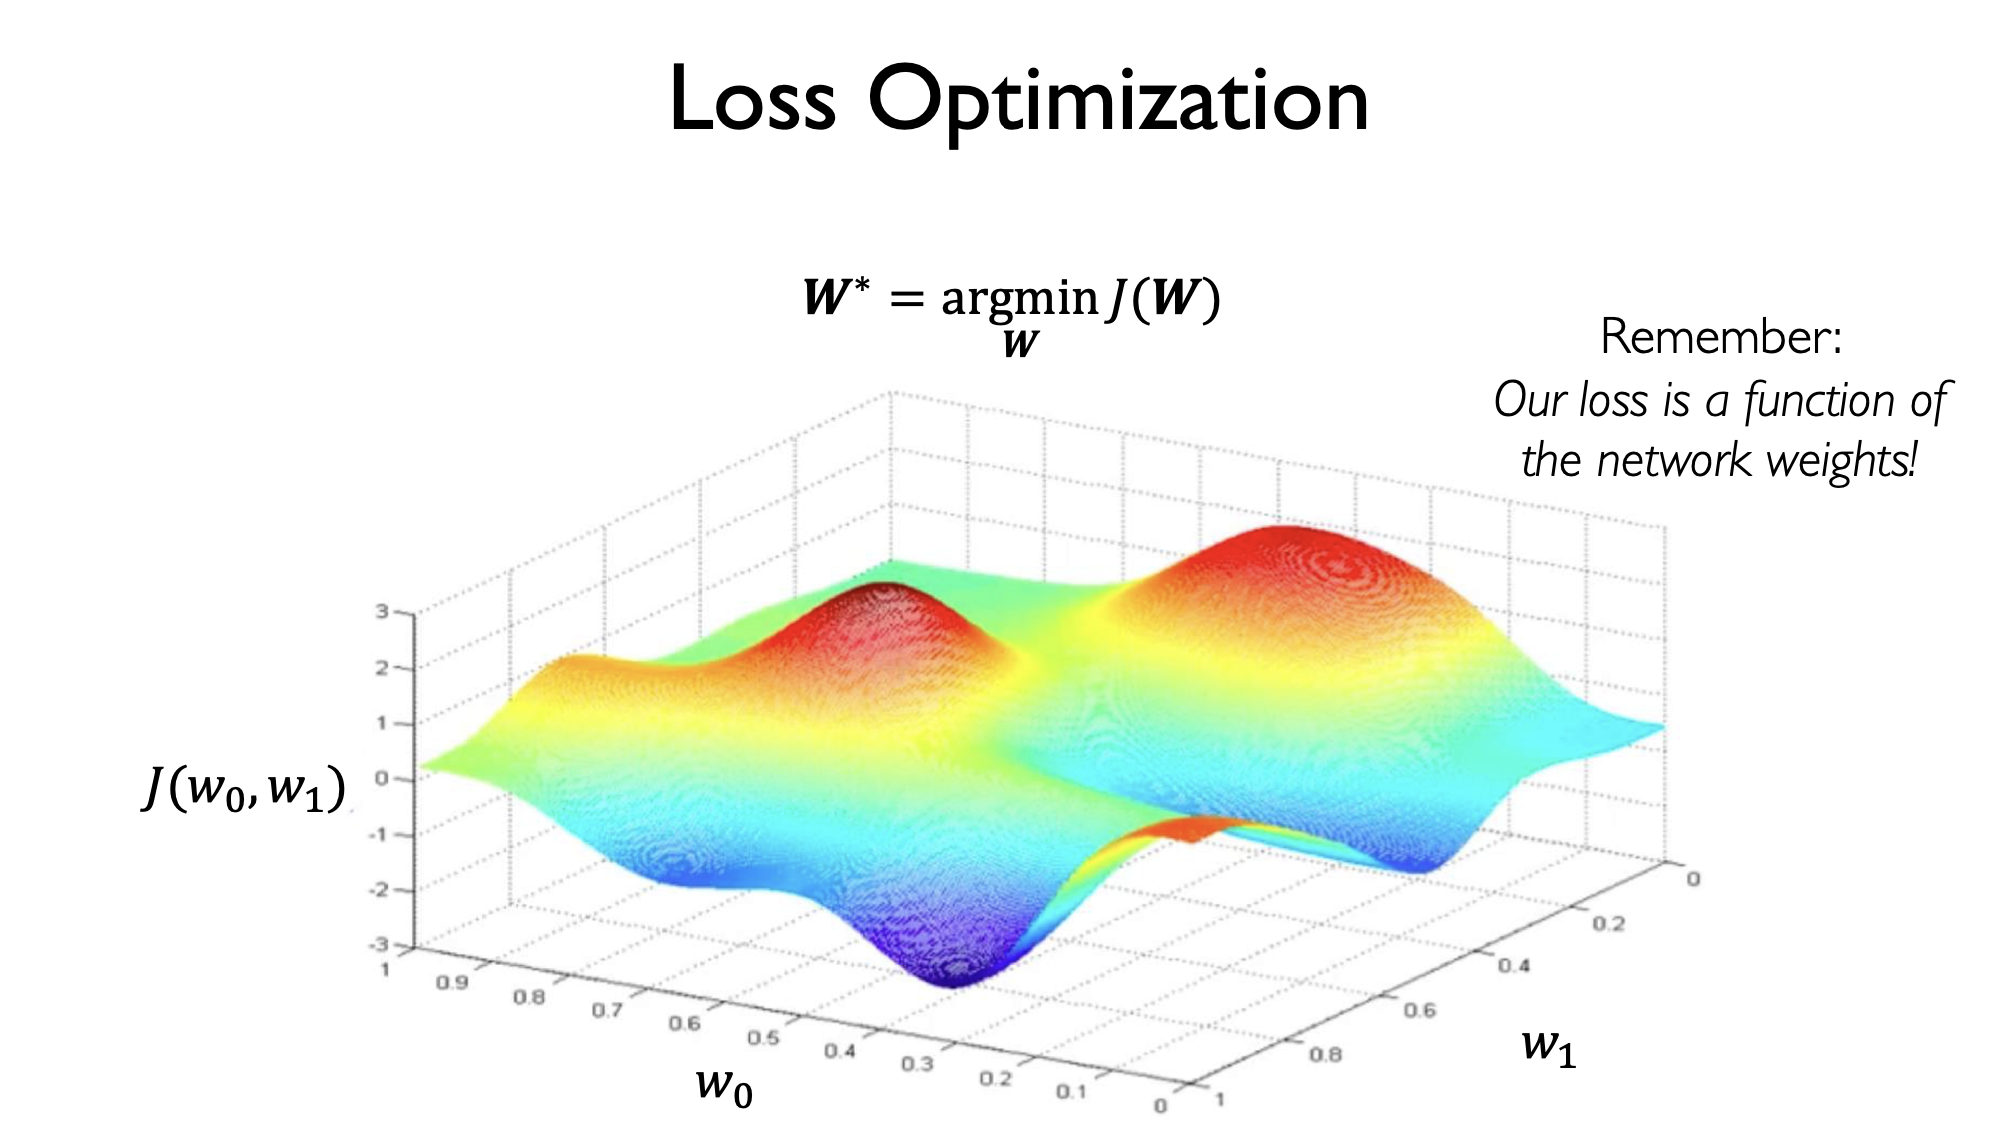 Loss Optimization
W* = argmin J(W)
W
Remember:
Our loss is a function of
the network weights!
3
2
1
0
-1
-2
-3
J(w₀, w₁)
1
0.9
0.8
0.7
0.6
0.5
0.4
0.3
0.2
0.1
0
w₀
0
0.2
0.4
0.6
0.8
1
w₁